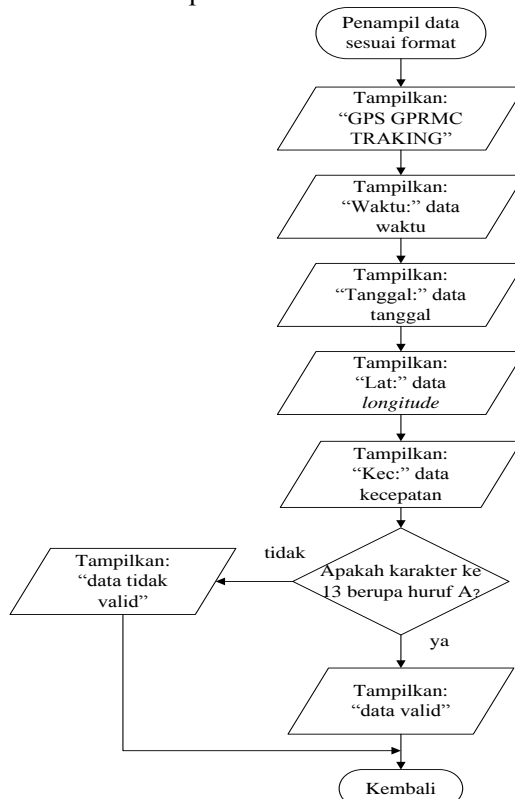 Penampil data
sesuai format
Tampilkan:
“GPS GPRMC
TRAKING”
Tampilkan:
“Waktu:” data
waktu
Tampilkan:
“Tanggal:” data
tanggal
Tampilkan:
“Lat:” data
longitude
Tampilkan:
“Kec:” data
kecepatan
Apakah karakter ke
13 berupa huruf A?
tidak
Tampilkan:
“data tidak
valid”
ya
Tampilkan:
“data valid”
Kembali